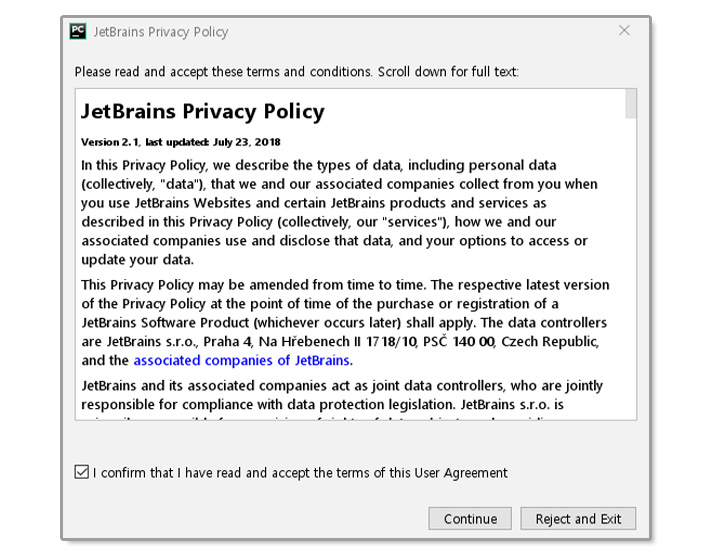 PC
JetBrains Privacy Policy
Please read and accept these terms and conditions. Scroll down for full text:
JetBrains Privacy Policy
Version 2.1, last updated: July 23, 2018
In this Privacy Policy, we describe the types of data, including personal data
(collectively, "data"), that we and our associated companies collect from you when
you use JetBrains Websites and certain JetBrains products and services as
described in this Privacy Policy (collectively, our "services"), how we and our
associated companies use and disclose that data, and your options to access or
update your data.
This Privacy Policy may be amended from time to time. The respective latest version
of the Privacy Policy at the point of time of the purchase or registration of a
JetBrains Software Product (whichever occurs later) shall apply. The data controllers
are JetBrains s.r.o., Praha 4, Na Hřebenech II 1718/10, PSČ 140 00, Czech Republic,
and the associated companies of JetBrains.
JetBrains and its associated companies act as joint data controllers, who are jointly
responsible for compliance with data protection legislation. JetBrains s.r.o. is
I confirm that I have read and accept the terms of this User Agreement
Continue
Reject and Exit